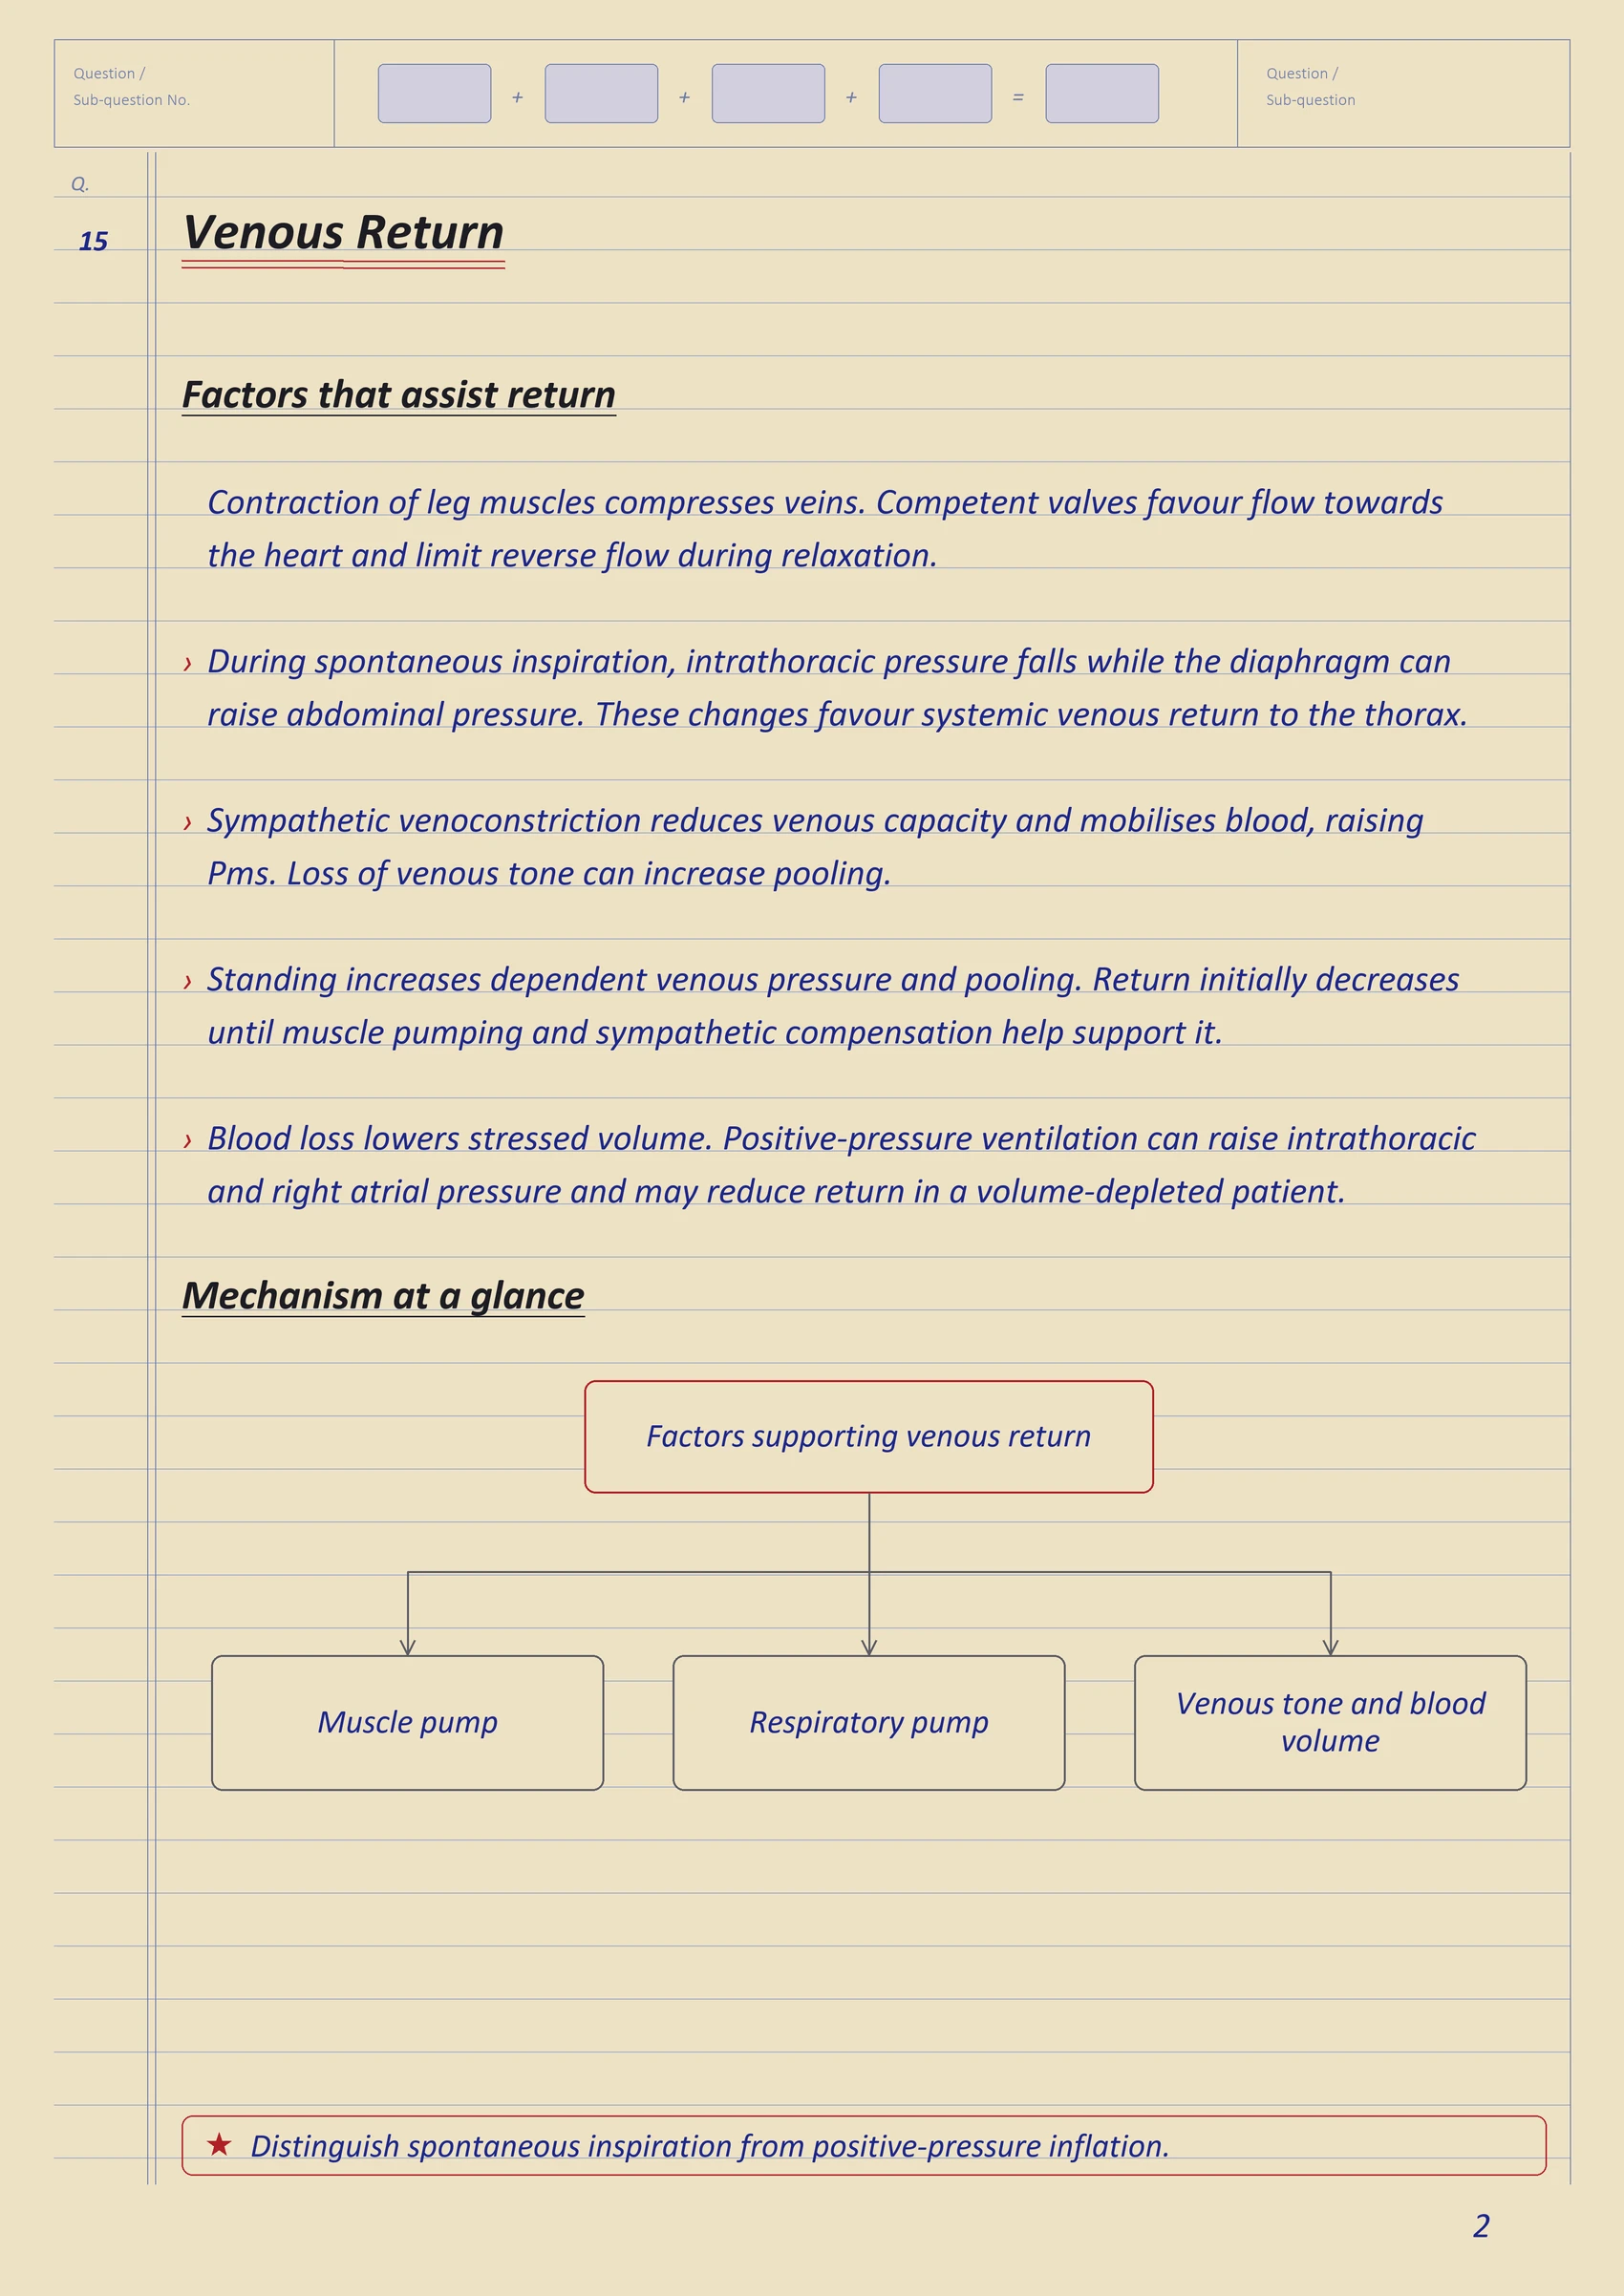 Question /
Sub-question No.
+ + + =
Question /
Sub-question
Q.
15
Venous Return
Factors that assist return
Contraction of leg muscles compresses veins. Competent valves favour flow towards
the heart and limit reverse flow during relaxation.
› During spontaneous inspiration, intrathoracic pressure falls while the diaphragm can
raise abdominal pressure. These changes favour systemic venous return to the thorax.
› Sympathetic venoconstriction reduces venous capacity and mobilises blood, raising
Pms. Loss of venous tone can increase pooling.
› Standing increases dependent venous pressure and pooling. Return initially decreases
until muscle pumping and sympathetic compensation help support it.
› Blood loss lowers stressed volume. Positive-pressure ventilation can raise intrathoracic
and right atrial pressure and may reduce return in a volume-depleted patient.
Mechanism at a glance
Factors supporting venous return
Muscle pump
Respiratory pump
Venous tone and blood
volume
★ Distinguish spontaneous inspiration from positive-pressure inflation.
2